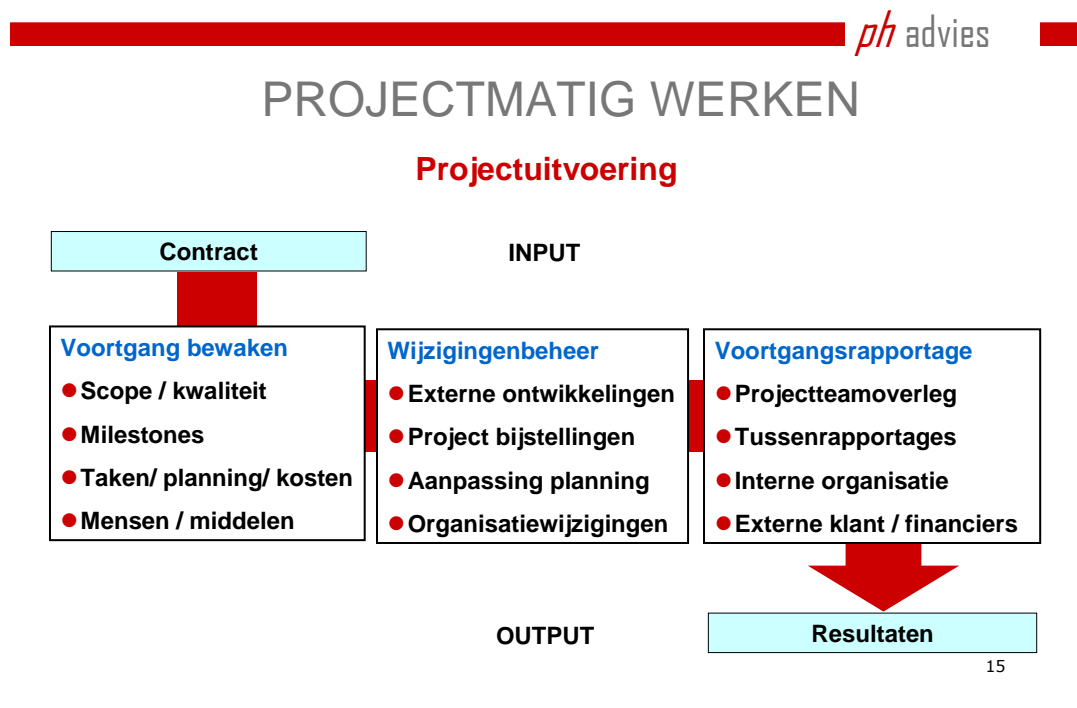 ph advies
PROJECTMATIG WERKEN
Projectuitvoering
Contract
INPUT
Voortgang bewaken
Scope / kwaliteit
Milestones
Taken/ planning/ kosten
Mensen / middelen
Wijzigingenbeheer
Externe ontwikkelingen
Project bijstellingen
Aanpassing planning
Organisatiewijzigingen
Voortgangsrapportage
Projectteamoverleg
Tussenrapportages
Interne organisatie
Externe klant / financiers
OUTPUT
Resultaten
15